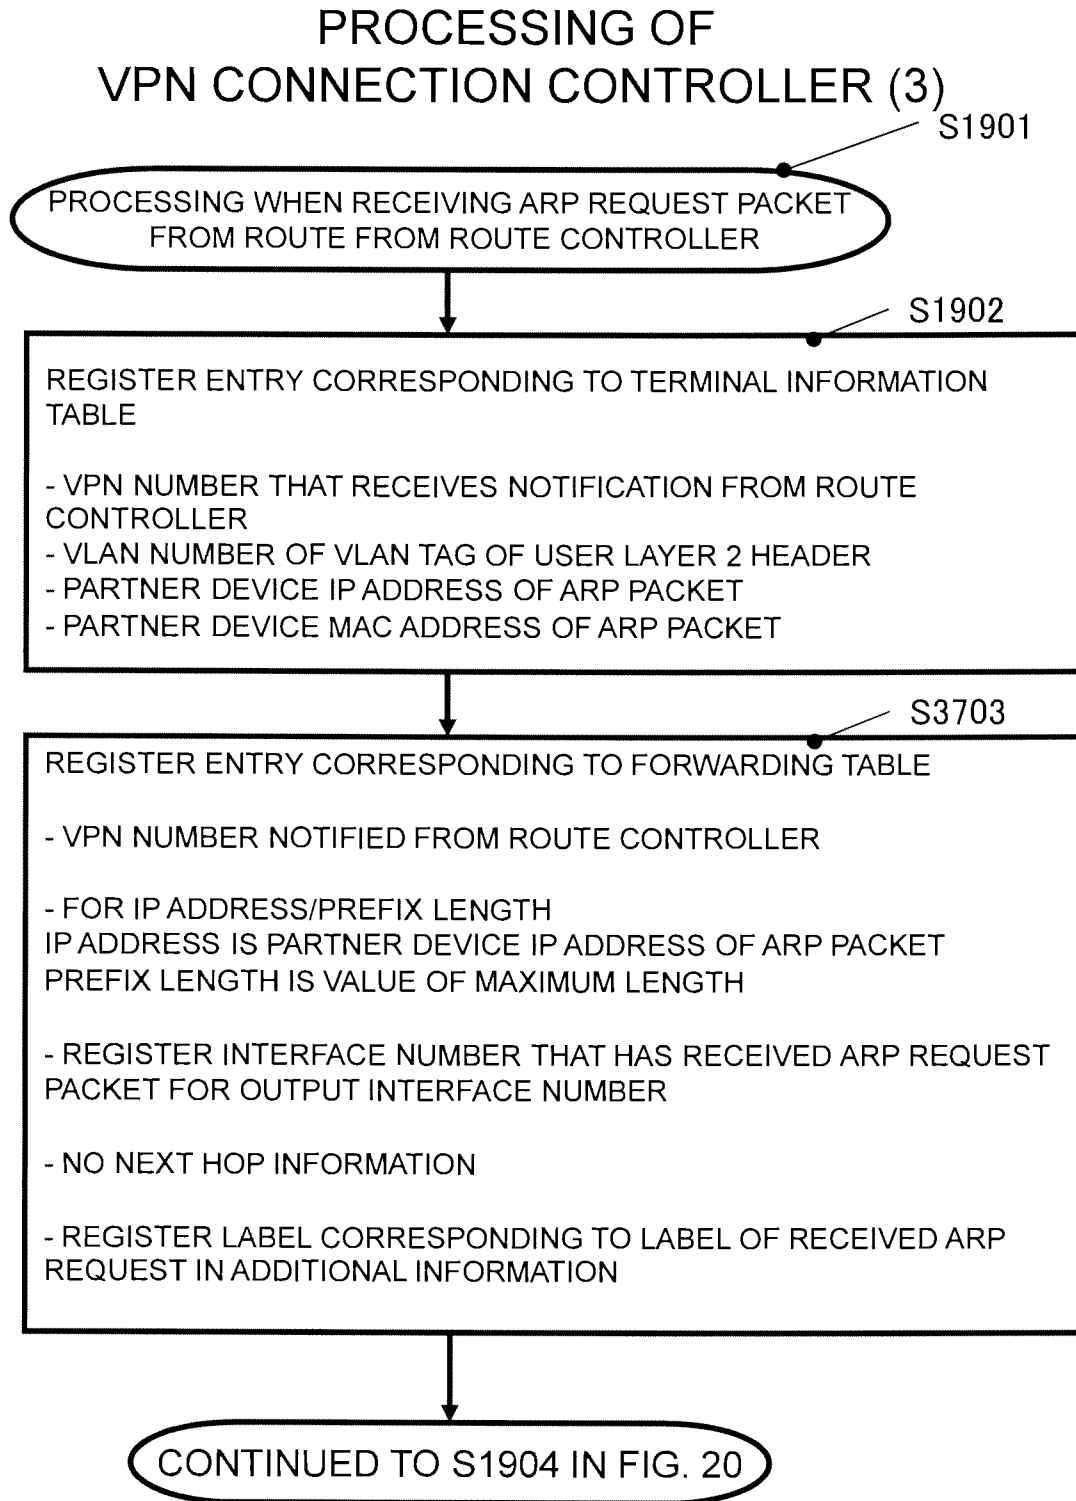 PROCESSING OF
VPN CONNECTION CONTROLLER (3)
S1901
PROCESSING WHEN RECEIVING ARP REQUEST PACKET
FROM ROUTE FROM ROUTE CONTROLLER
S1902
REGISTER ENTRY CORRESPONDING TO TERMINAL INFORMATION
TABLE
- VPN NUMBER THAT RECEIVES NOTIFICATION FROM ROUTE
CONTROLLER
- VLAN NUMBER OF VLAN TAG OF USER LAYER 2 HEADER
- PARTNER DEVICE IP ADDRESS OF ARP PACKET
- PARTNER DEVICE MAC ADDRESS OF ARP PACKET
S3703
REGISTER ENTRY CORRESPONDING TO FORWARDING TABLE
- VPN NUMBER NOTIFIED FROM ROUTE CONTROLLER
- FOR IP ADDRESS/PREFIX LENGTH
IP ADDRESS IS PARTNER DEVICE IP ADDRESS OF ARP PACKET
PREFIX LENGTH IS VALUE OF MAXIMUM LENGTH
- REGISTER INTERFACE NUMBER THAT HAS RECEIVED ARP REQUEST
PACKET FOR OUTPUT INTERFACE NUMBER
- NO NEXT HOP INFORMATION
- REGISTER LABEL CORRESPONDING TO LABEL OF RECEIVED ARP
REQUEST IN ADDITIONAL INFORMATION
CONTINUED TO S1904 IN FIG. 20